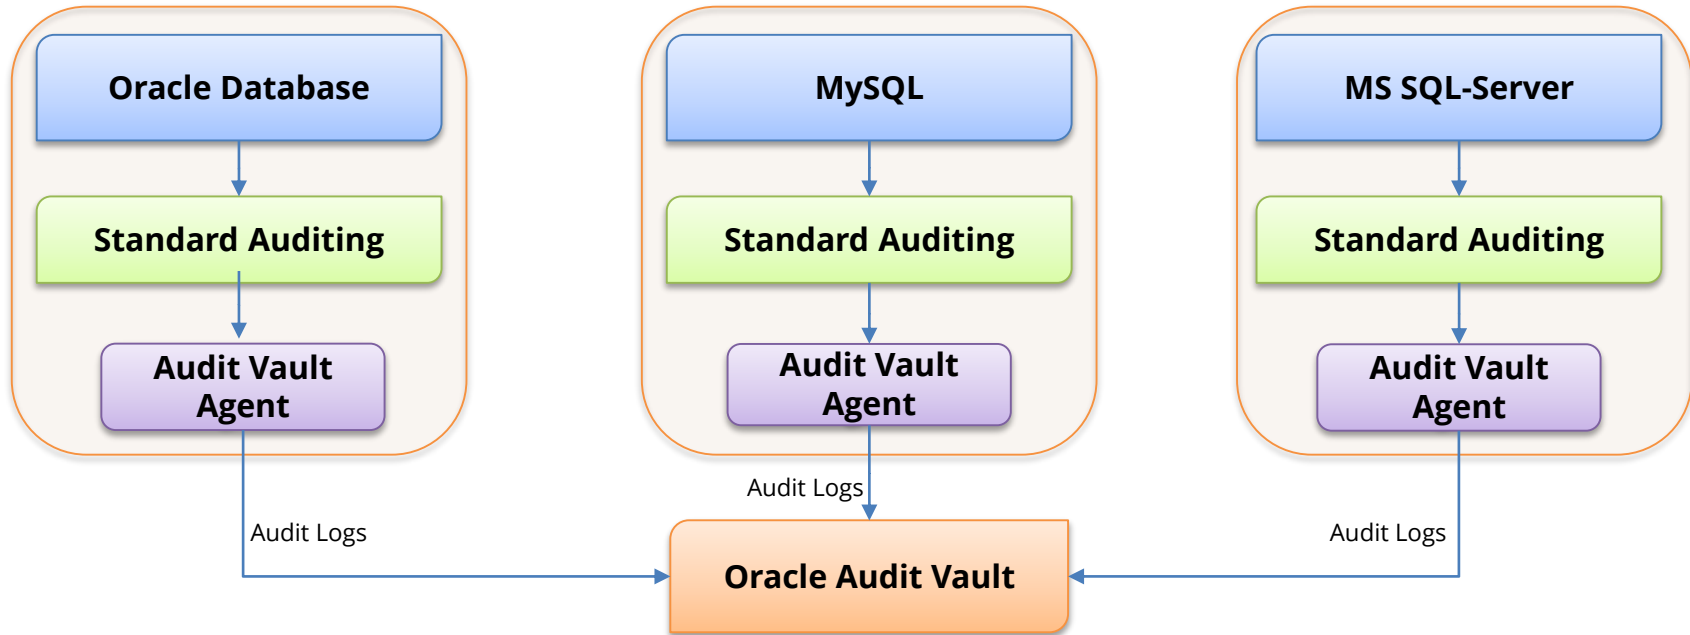 Oracle Database
MySQL
MS SQL-Server
Standard Auditing
Standard Auditing
Standard Auditing
Audit Vault
Agent
Audit Vault
Agent
Audit Vault
Agent
Audit Logs
Audit Logs
Audit Logs
Oracle Audit Vault